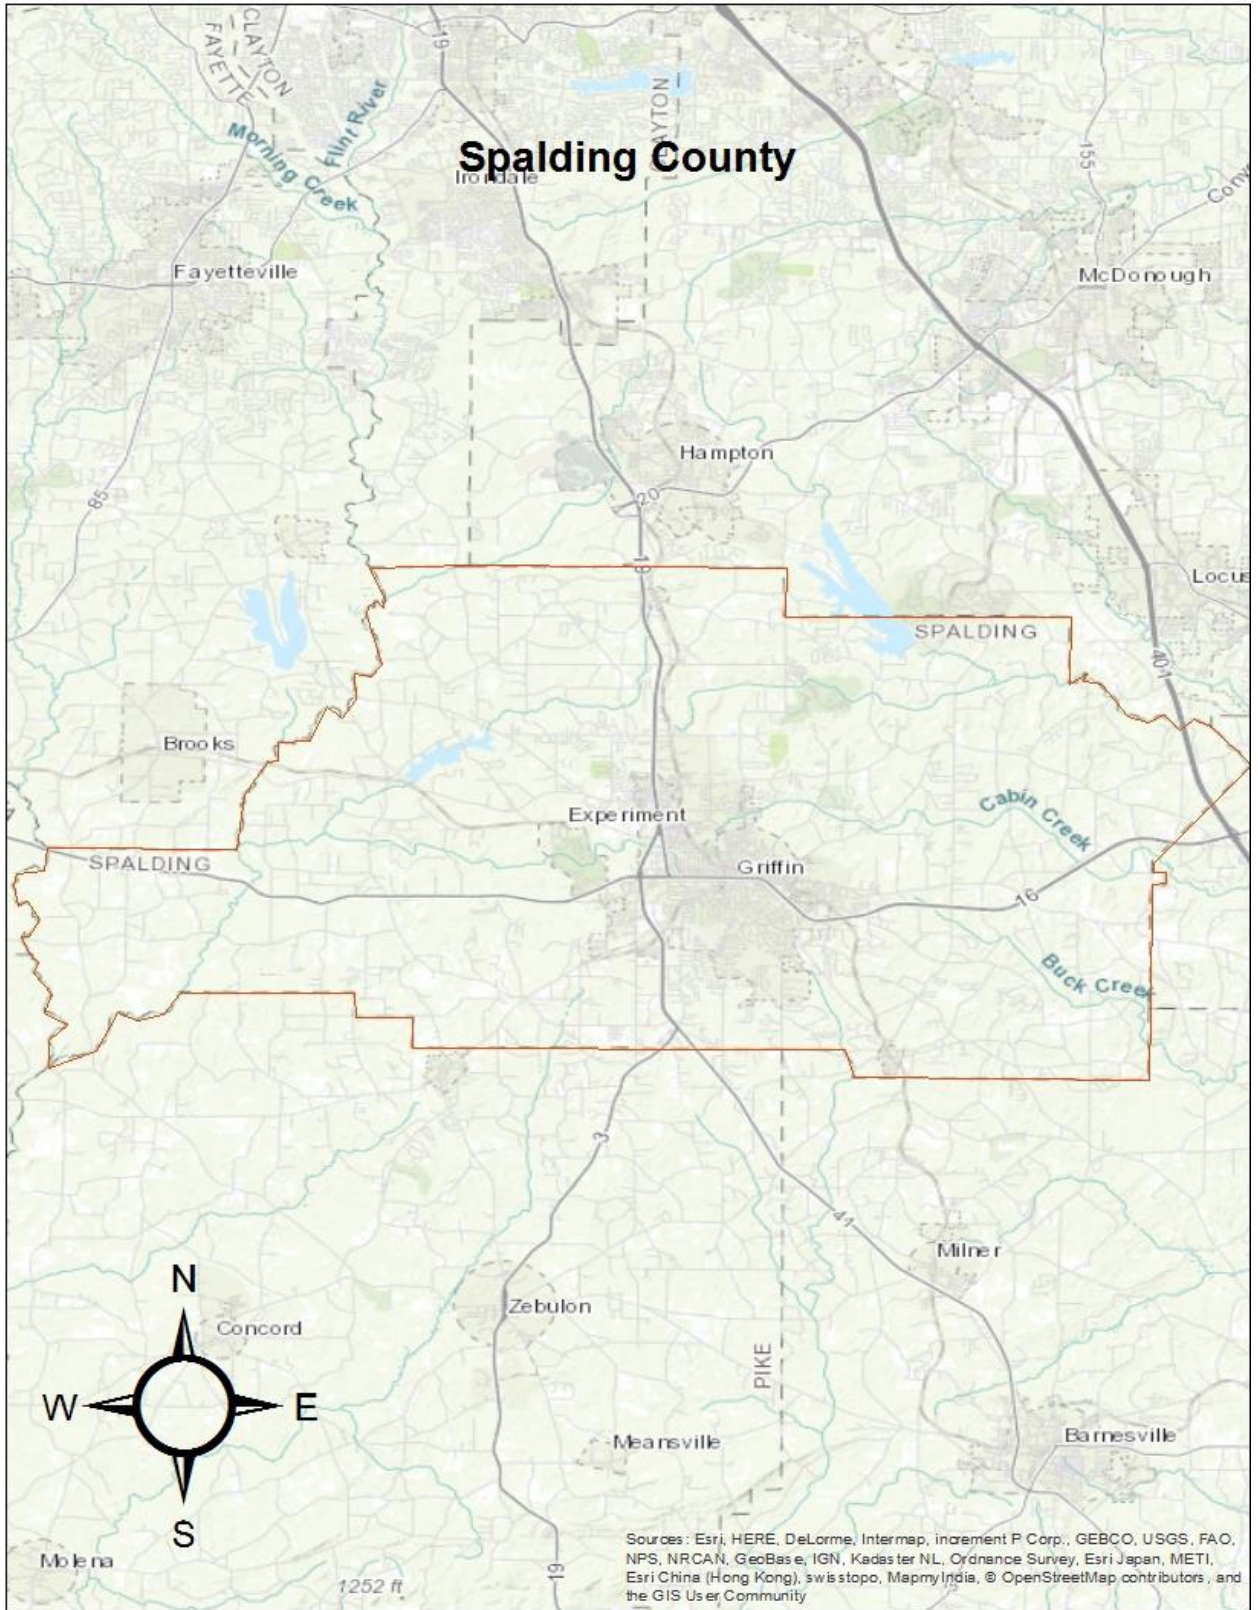 19
CLAYTON
FAYETTE
CLAYTON
Flint River
Morning Creek
Spalding County
Irondale
155
Fayetteville
McDonough
Hampton
85
20
19
Locus
SPALDING
401
Brooks
Cabin Creek
Experiment
SPALDING
Griffin
16
Buck Creek
3
41
Milner
N
Zebulon
Concord
PIKE
W
E
Barnesville
Meansville
S
Molena
1252 ft
19
Sources: Esri, HERE, DeLorme, Intermap, increment P Corp., GEBCO, USGS, FAO,
NPS, NRCAN, GeoBase, IGN, Kadaster NL, Ordnance Survey, Esri Japan, METI,
Esri China (Hong Kong), swisstopo, MapmyIndia, © OpenStreetMap contributors, and
the GIS User Community